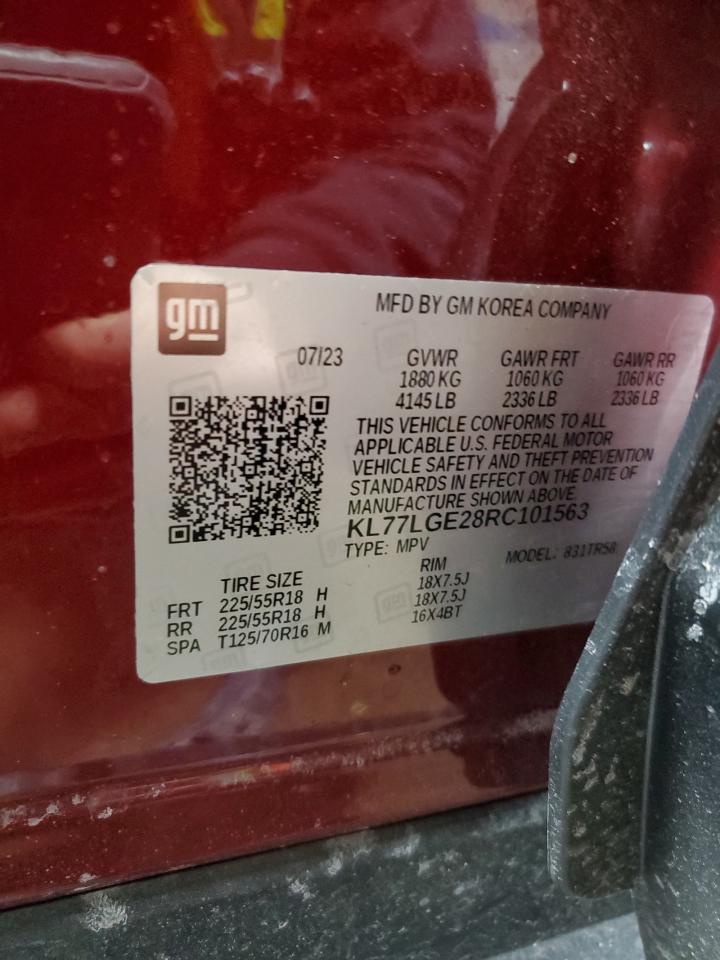 gm
MFD BY GM KOREA COMPANY
07/23 GVWR GAWR FRT GAWR RR
1880 KG 1060 KG 1060 KG
4145 LB 2336 LB 2336 LB
THIS VEHICLE CONFORMS TO ALL
APPLICABLE U.S. FEDERAL MOTOR
VEHICLE SAFETY AND THEFT PREVENTION
STANDARDS IN EFFECT ON THE DATE OF
MANUFACTURE SHOWN ABOVE.
KL77LGE28RC101563
TYPE: MPV MODEL: 831TR58
TIRE SIZE RIM
FRT 225/55R18 H 18X7.5J
RR 225/55R18 H 18X7.5J
SPA T125/70R16 M 16X4BT